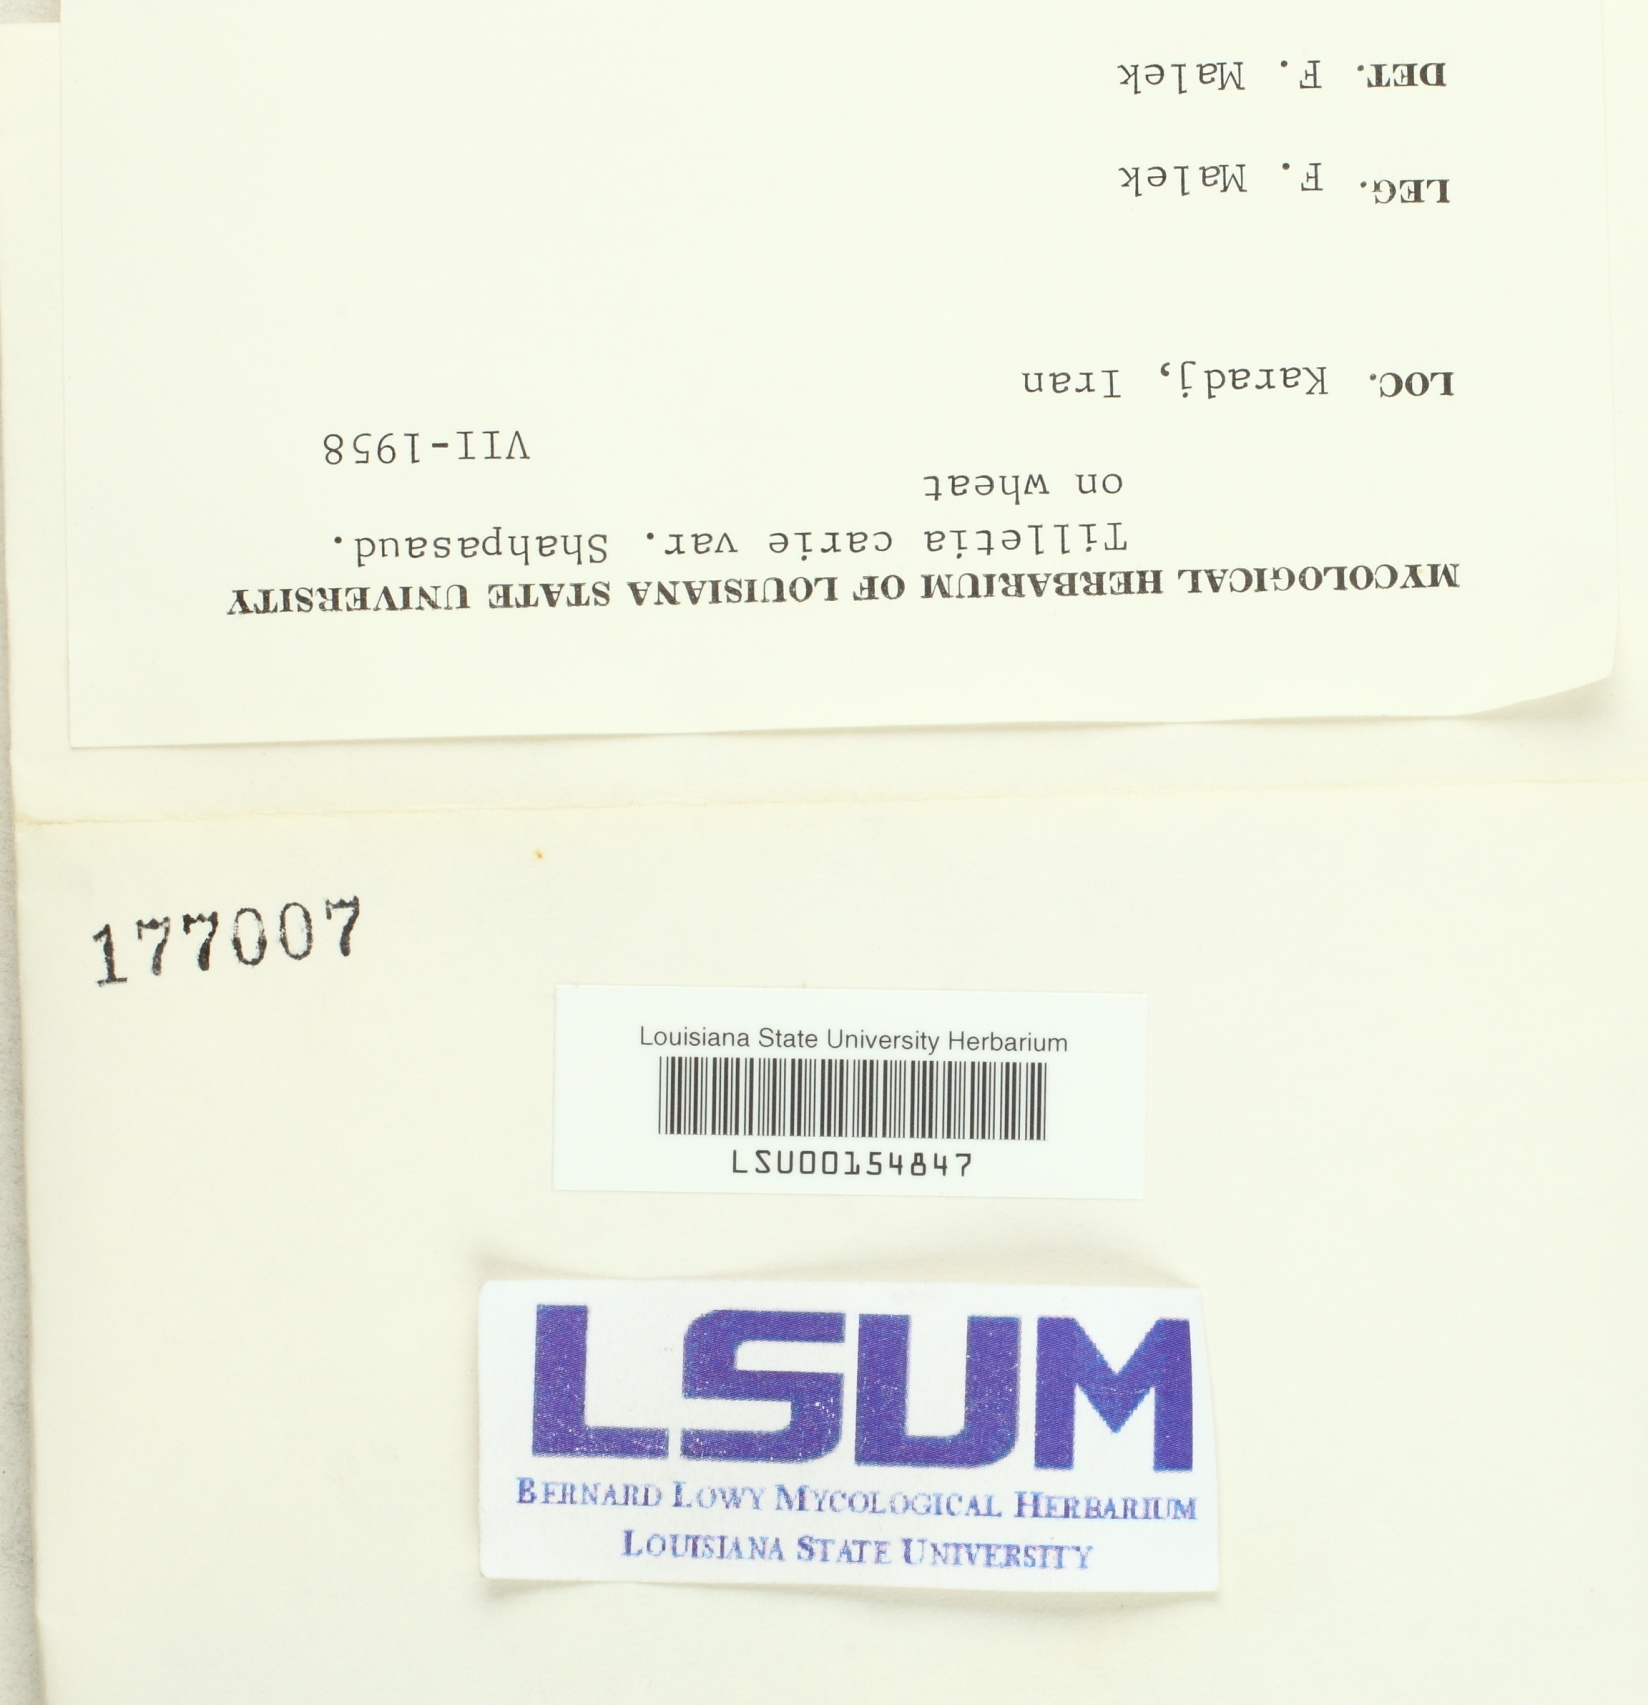 MYCOLOGICAL HERBARIUM OF LOUISIANA STATE UNIVERSITY
Tilletia carie var. Shahpasaud.
on wheat
VII-1958
LOC. Karadj, Iran
LEG. F. Malek
DET. F. Malek
177007
Louisiana State University Herbarium
LSU00154847
LSUM
BERNARD LOWY MYCOLOGICAL HERBARIUM
LOUISIANA STATE UNIVERSITY